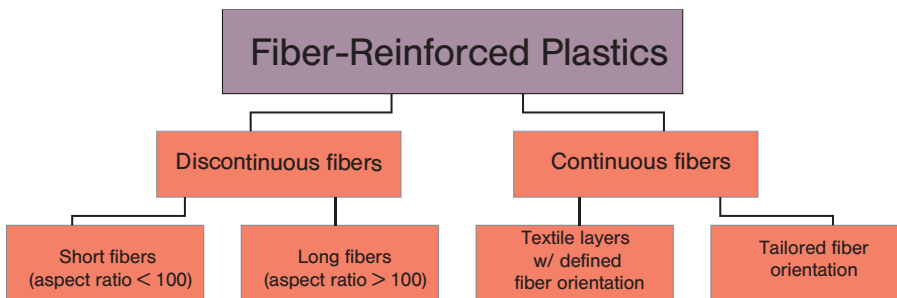 Fiber-Reinforced Plastics
Discontinuous fibers
Continuous fibers
Short fibers
(aspect ratio < 100)
Long fibers
(aspect ratio > 100)
Textile layers
w/ defined
fiber orientation
Tailored fiber
orientation